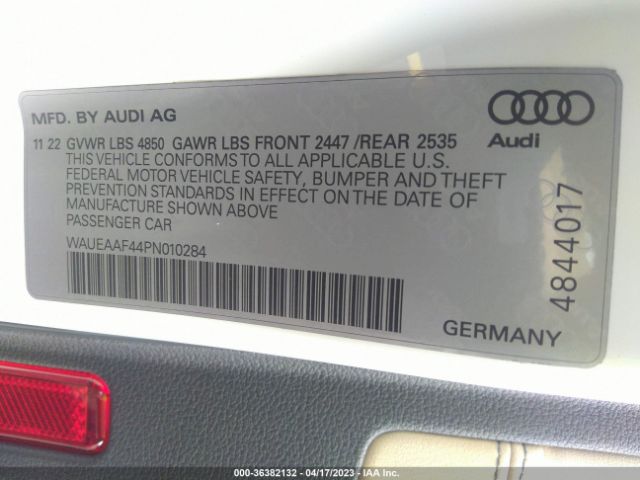 MFD. BY AUDI AG
Audi
11 22 GVWR LBS 4850 GAWR LBS FRONT 2447 /REAR 2535
THIS VEHICLE CONFORMS TO ALL APPLICABLE U.S.
FEDERAL MOTOR VEHICLE SAFETY, BUMPER AND THEFT
PREVENTION STANDARDS IN EFFECT ON THE DATE OF
MANUFACTURE SHOWN ABOVE
PASSENGER CAR
WAUEAAF44PN010284
4844017
GERMANY
000-36382132 - 04/17/2023 - IAA Inc.